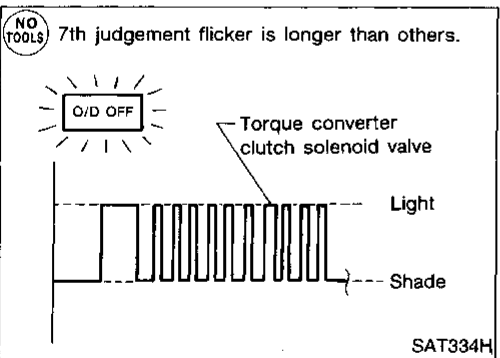 NO
TOOLS
7th judgement flicker is longer than others.
O/D OFF
Torque converter
clutch solenoid valve
Light
Shade
SAT334H